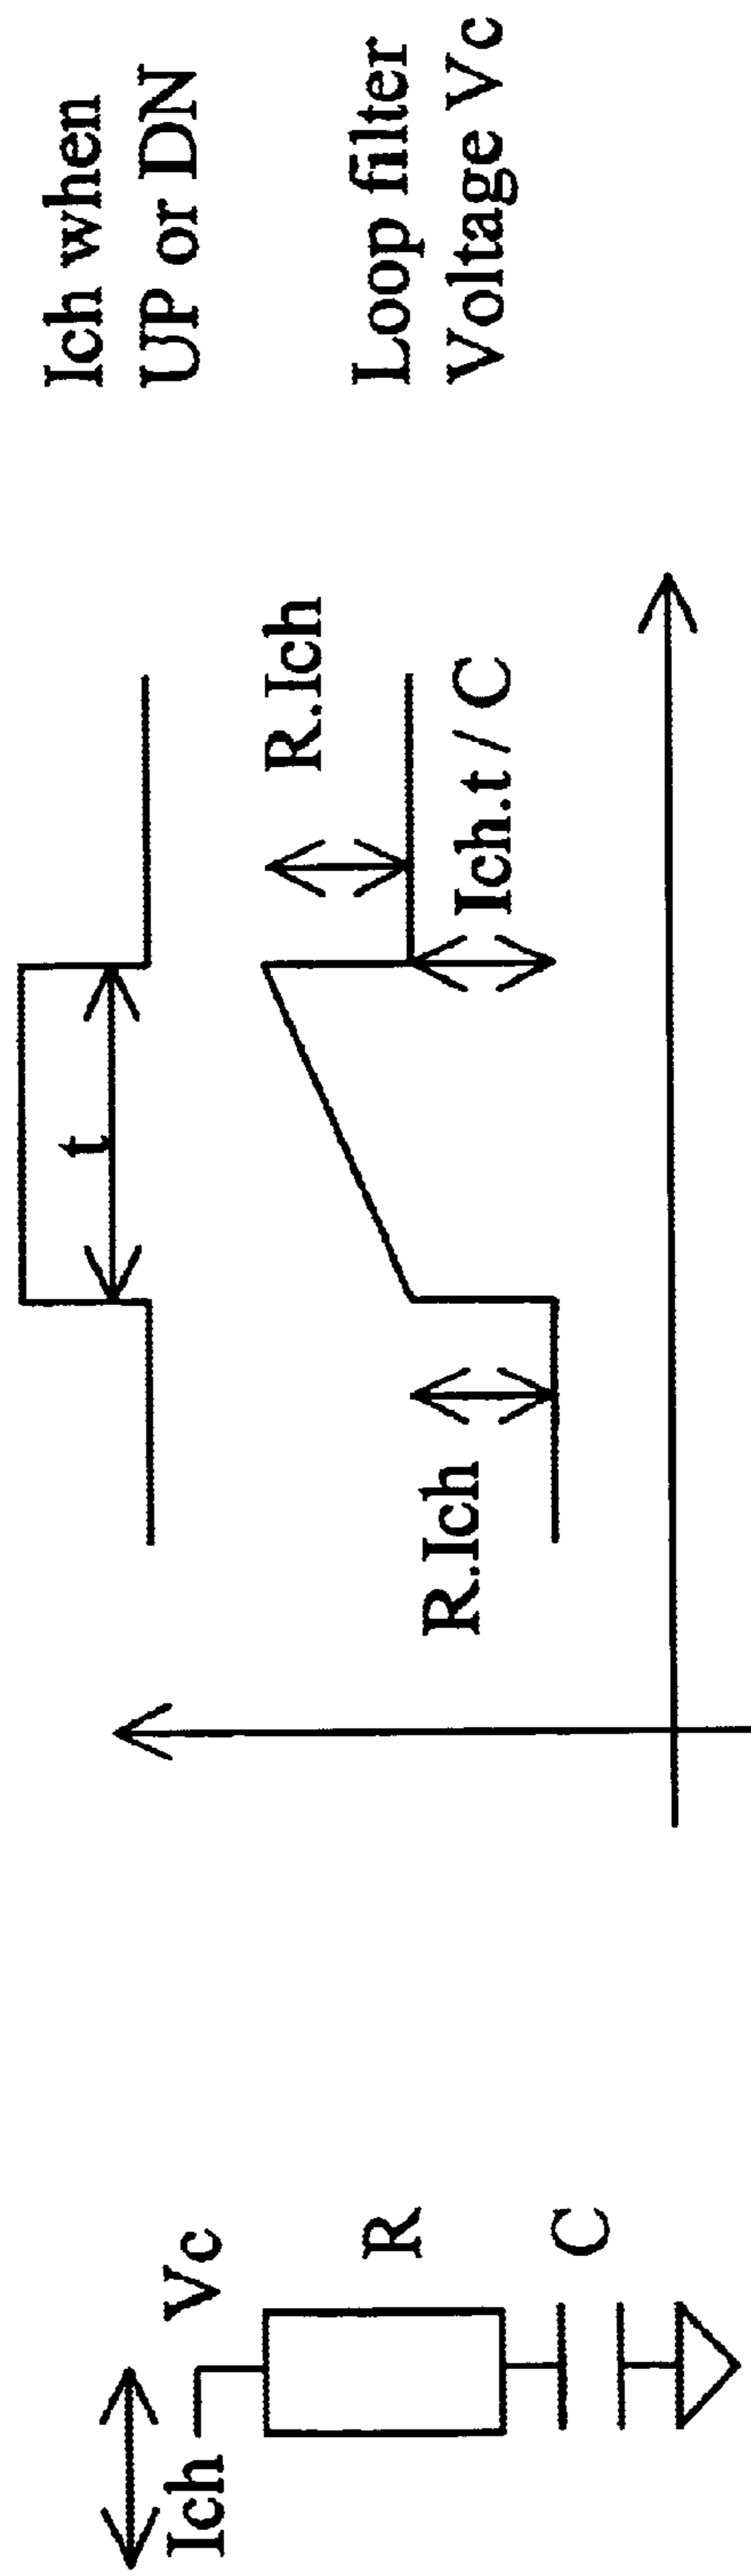 Ich
Vc
R
C
t
R.Ich
R.Ich
Ich.t / C
Ich when
UP or DN
Loop filter
Voltage Vc